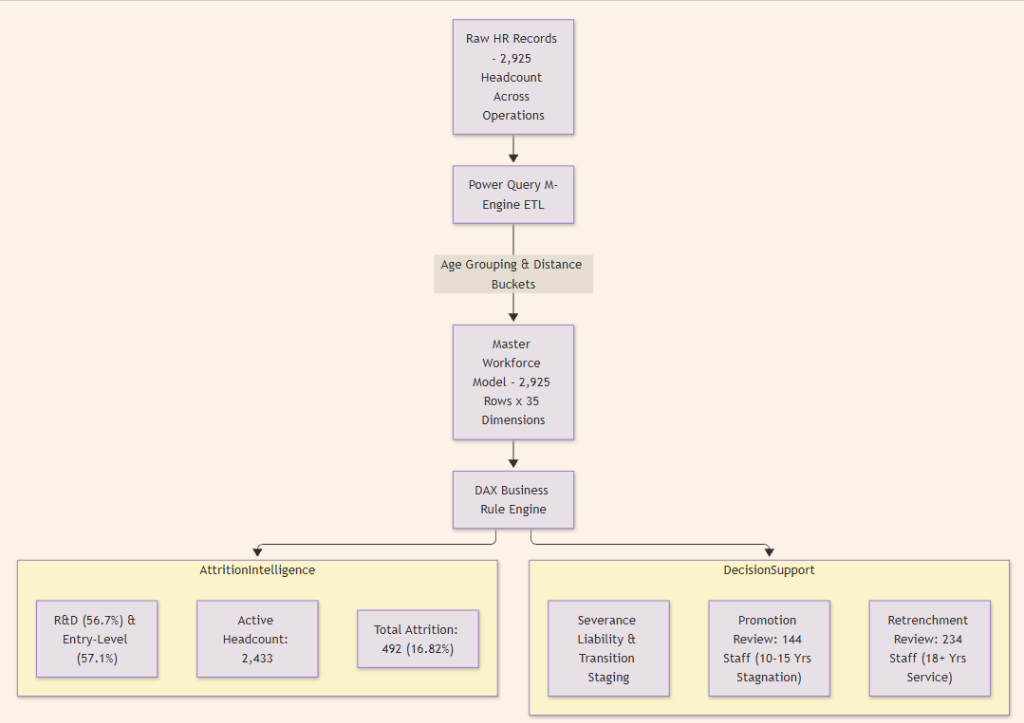 Raw HR Records
- 2,925
Headcount
Across
Operations
Power Query M-
Engine ETL
Age Grouping & Distance
Buckets
Master
Workforce
Model - 2,925
Rows x 35
Dimensions
DAX Business
Rule Engine
AttritionIntelligence
R&D (56.7%) &
Entry-Level
(57.1%)
Active
Headcount:
2,433
Total Attrition:
492 (16.82%)
DecisionSupport
Severance
Liability &
Transition
Staging
Promotion
Review: 144
Staff (10-15 Yrs
Stagnation)
Retrenchment
Review: 234
Staff (18+ Yrs
Service)